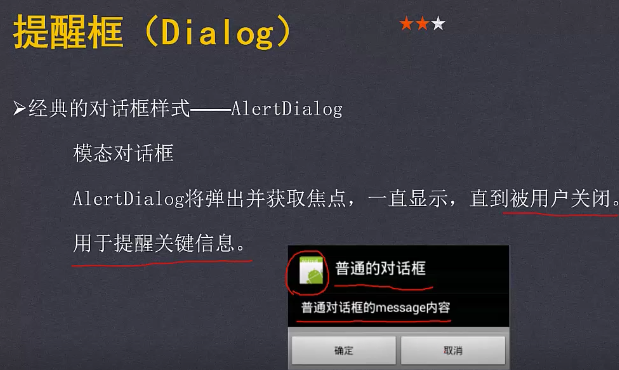 提醒框（Dialog）
➢经典的对话框样式——AlertDialog
模态对话框
AlertDialog将弹出并获取焦点，一直显示，直到被用户关闭。
用于提醒关键信息。
普通的对话框
普通对话框的message内容
确定 取消